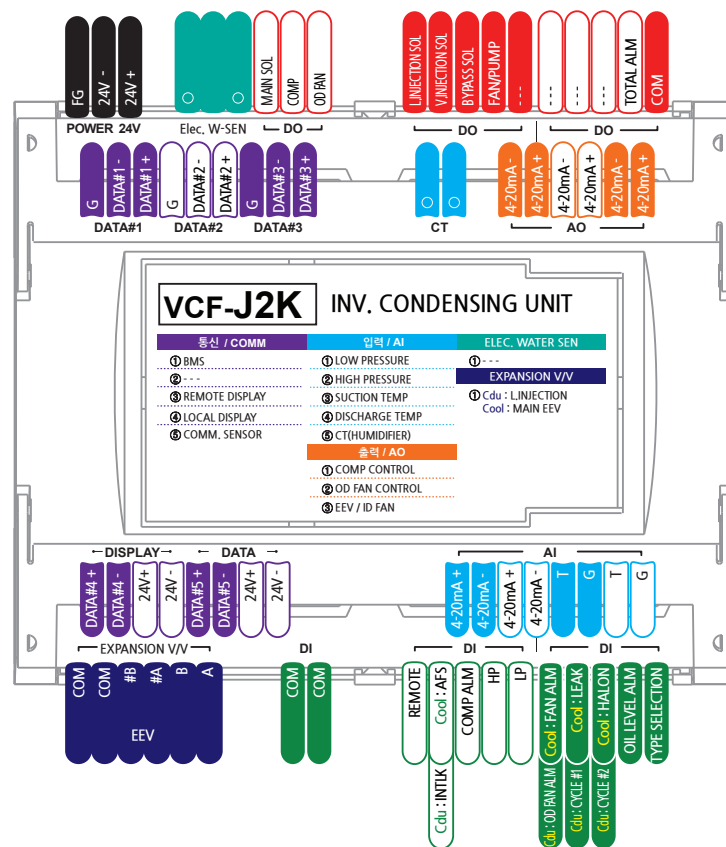 FG
24V -
24V +
MAIN SOL
COMP
OD FAN
L.INJECTION SOL
V.INJECTION SOL
BYPASS SOL
FAN/PUMP
---
---
---
---
TOTAL ALM
COM
POWER 24V
Elec. W-SEN
DO
DO
DO
G
DATA#1 -
DATA#1 +
G
DATA#2 -
DATA#2 +
G
DATA#3 -
DATA#3 +
4-20mA -
4-20mA +
4-20mA -
4-20mA +
4-20mA -
4-20mA +
DATA#1
DATA#2
DATA#3
CT
AO
VCF-J2K
INV. CONDENSING UNIT
통신 / COMM
① BMS
② ---
③ REMOTE DISPLAY
④ LOCAL DISPLAY
⑤ COMM. SENSOR
입력 / AI
① LOW PRESSURE
② HIGH PRESSURE
③ SUCTION TEMP
④ DISCHARGE TEMP
⑤ CT(HUMIDIFIER)
출력 / AO
① COMP CONTROL
② OD FAN CONTROL
③ EEV / ID FAN
ELEC. WATER SEN
① ---
EXPANSION V/V
① Cdu : L.INJECTION
Cool : MAIN EEV
DISPLAY
DATA
AI
DATA#4 +
DATA#4 -
24V+
24V -
DATA#5 +
DATA#5 -
24V+
24V -
4-20mA +
4-20mA -
4-20mA +
4-20mA -
T
G
T
G
EXPANSION V/V
DI
DI
DI
COM
COM
#B
#A
B
A
EEV
COM
COM
REMOTE
Cool : AFS
COMP ALM
HP
LP
Cool : FAN ALM
Cool : LEAK
Cool : HALON
OIL LEVEL ALM
TYPE SELECTION
Cdu : INTLK
Cdu : OD FAN ALM
Cdu : CYCLE #1
Cdu : CYCLE #2